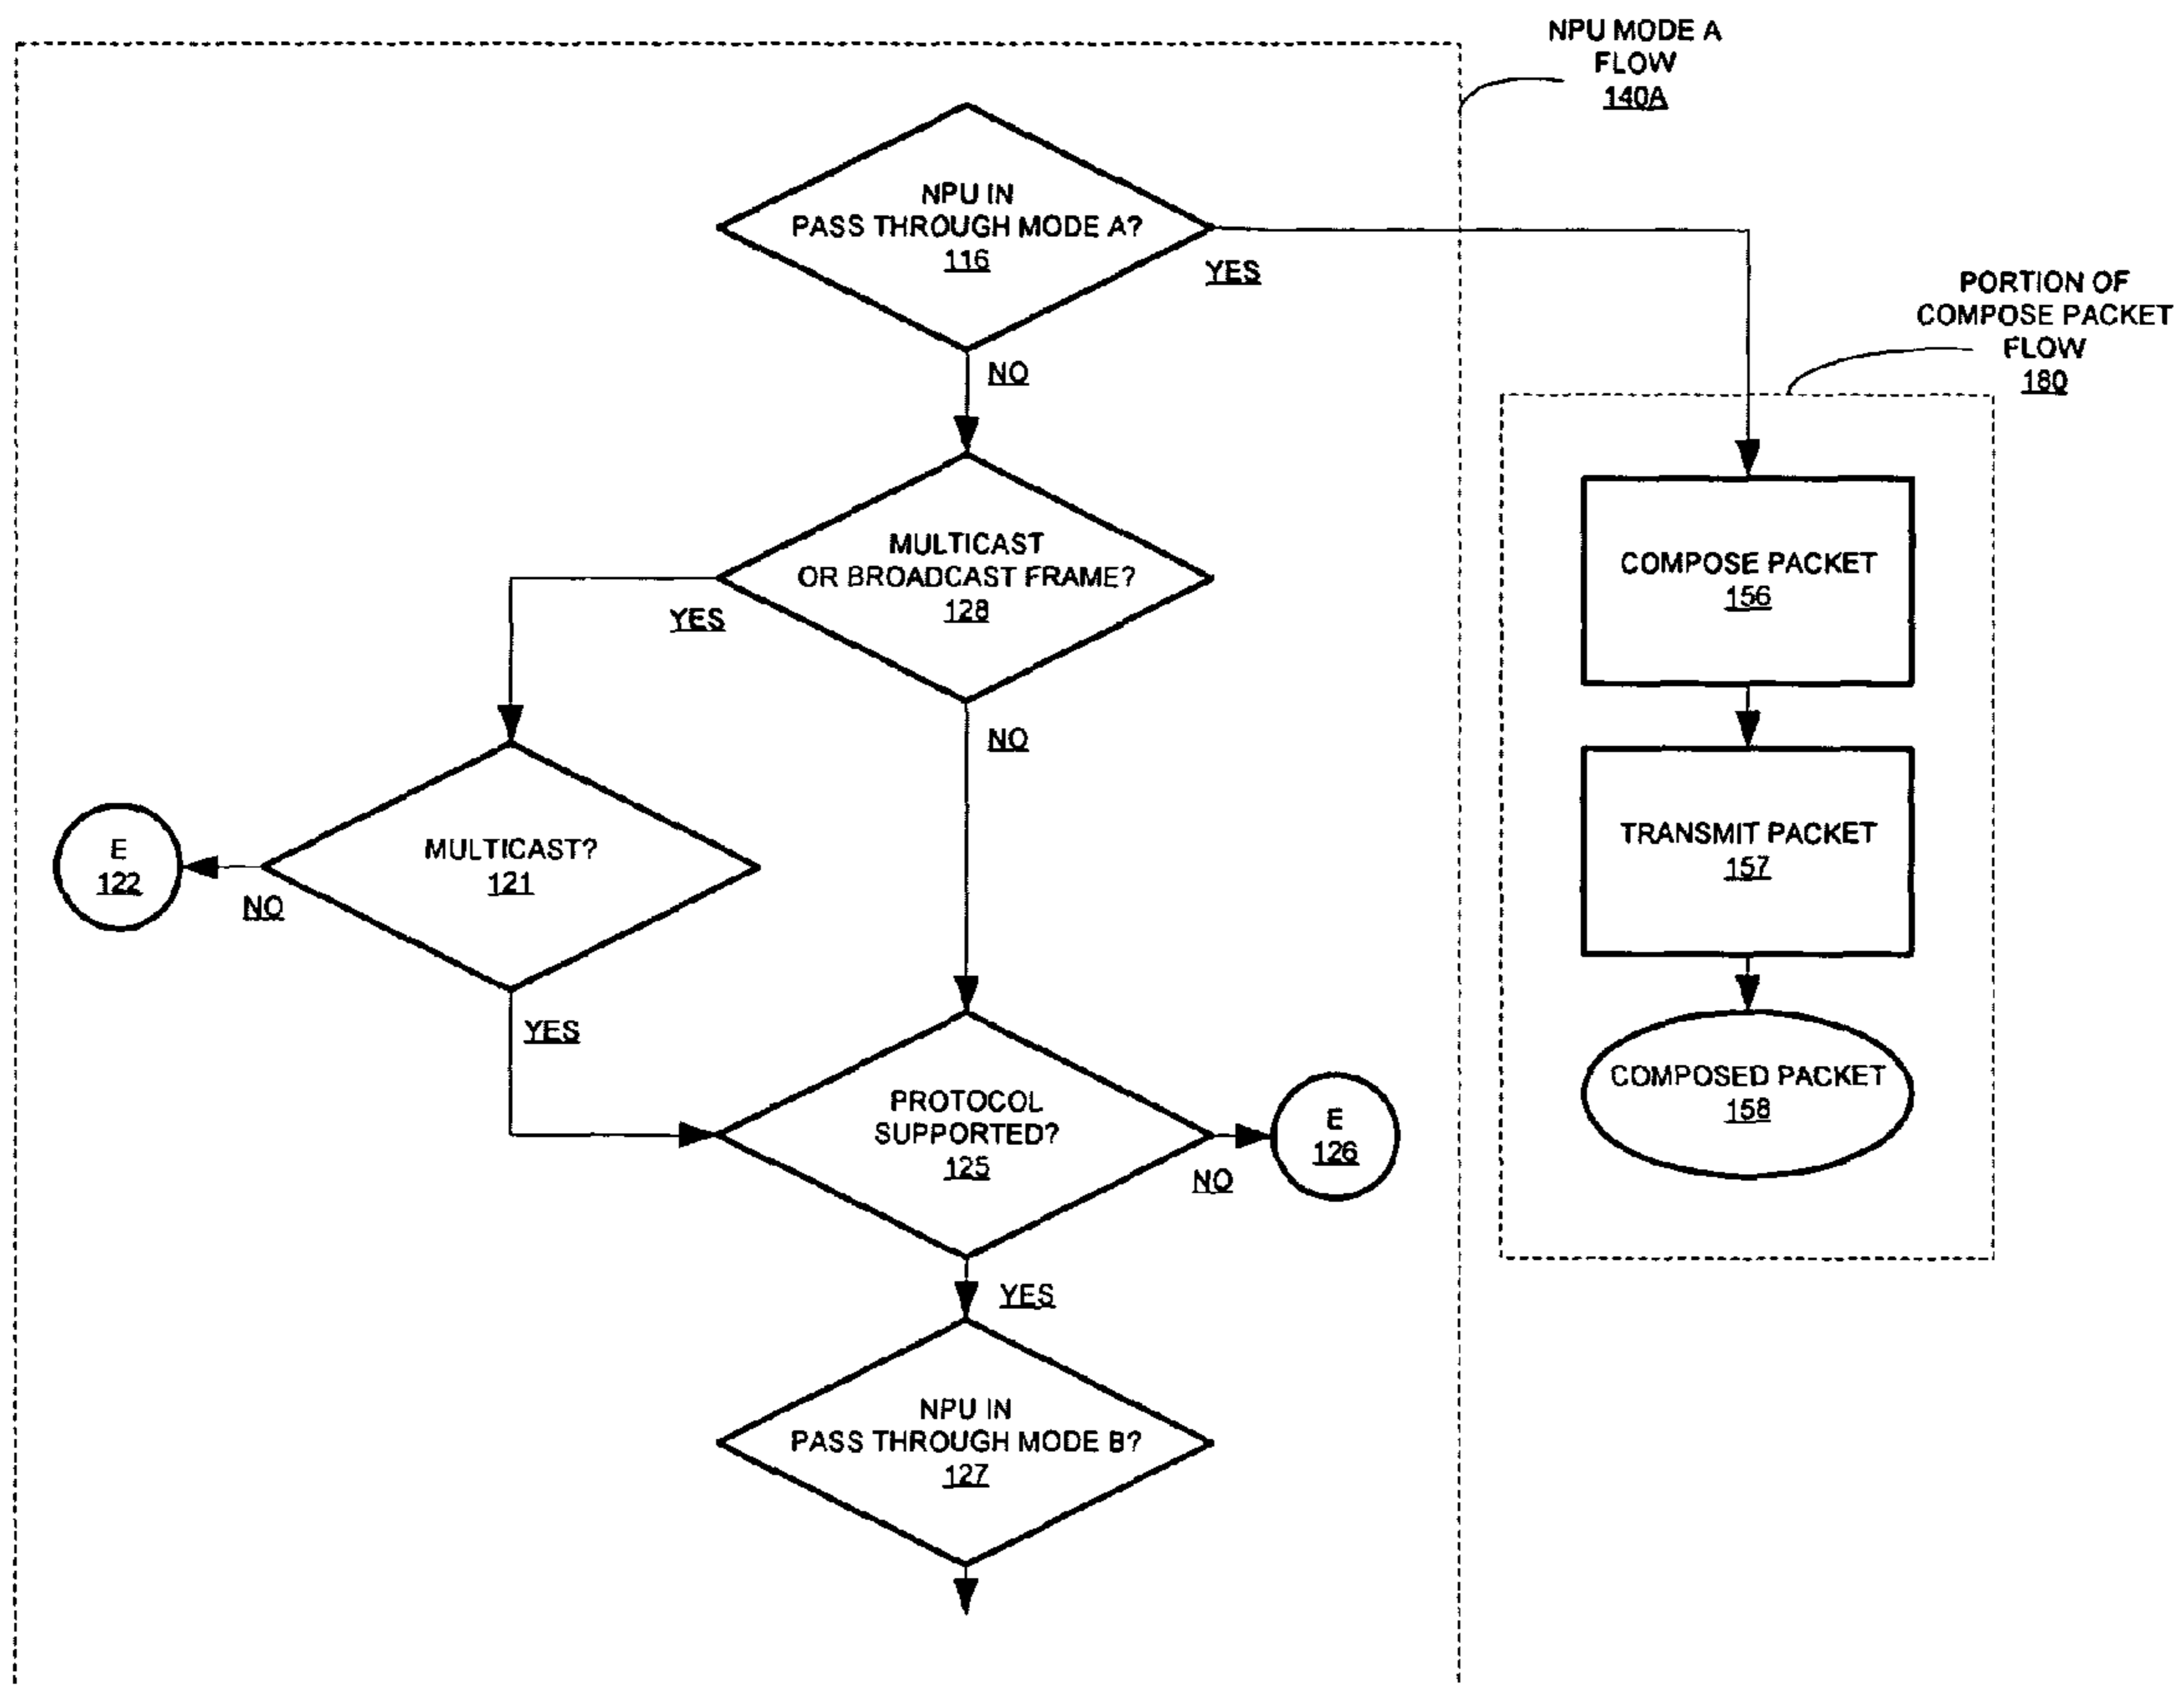 NPU MODE A
FLOW
140A
NPU IN
PASS THROUGH MODE A?
116
YES
NO
PORTION OF
COMPOSE PACKET
FLOW
180
MULTICAST
OR BROADCAST FRAME?
128
YES
NO
COMPOSE PACKET
156
E
122
NO
MULTICAST?
121
YES
TRANSMIT PACKET
157
PROTOCOL
SUPPORTED?
125
NO
E
126
YES
COMPOSED PACKET
158
NPU IN
PASS THROUGH MODE B?
127